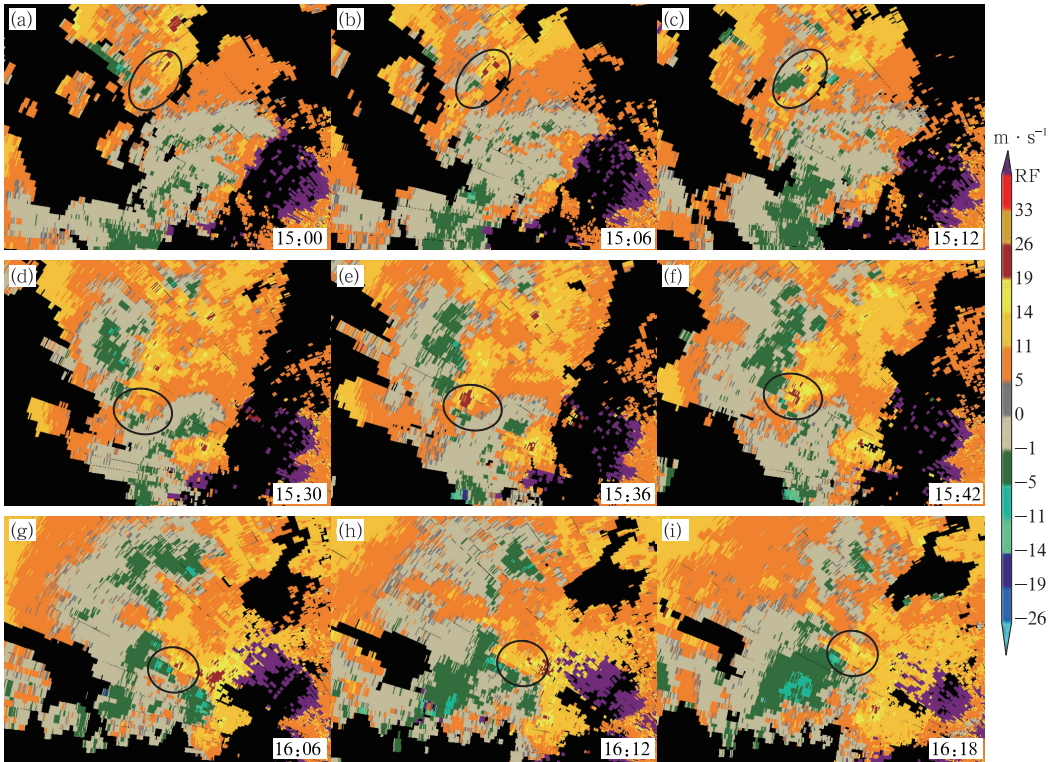 (a)
15:00
(b)
15:06
(c)
15:12
(d)
15:30
(e)
15:36
(f)
15:42
(g)
16:06
(h)
16:12
(i)
16:18
m · s⁻¹
RF
33
26
19
14
11
5
0
−1
−5
−11
−14
−19
−26